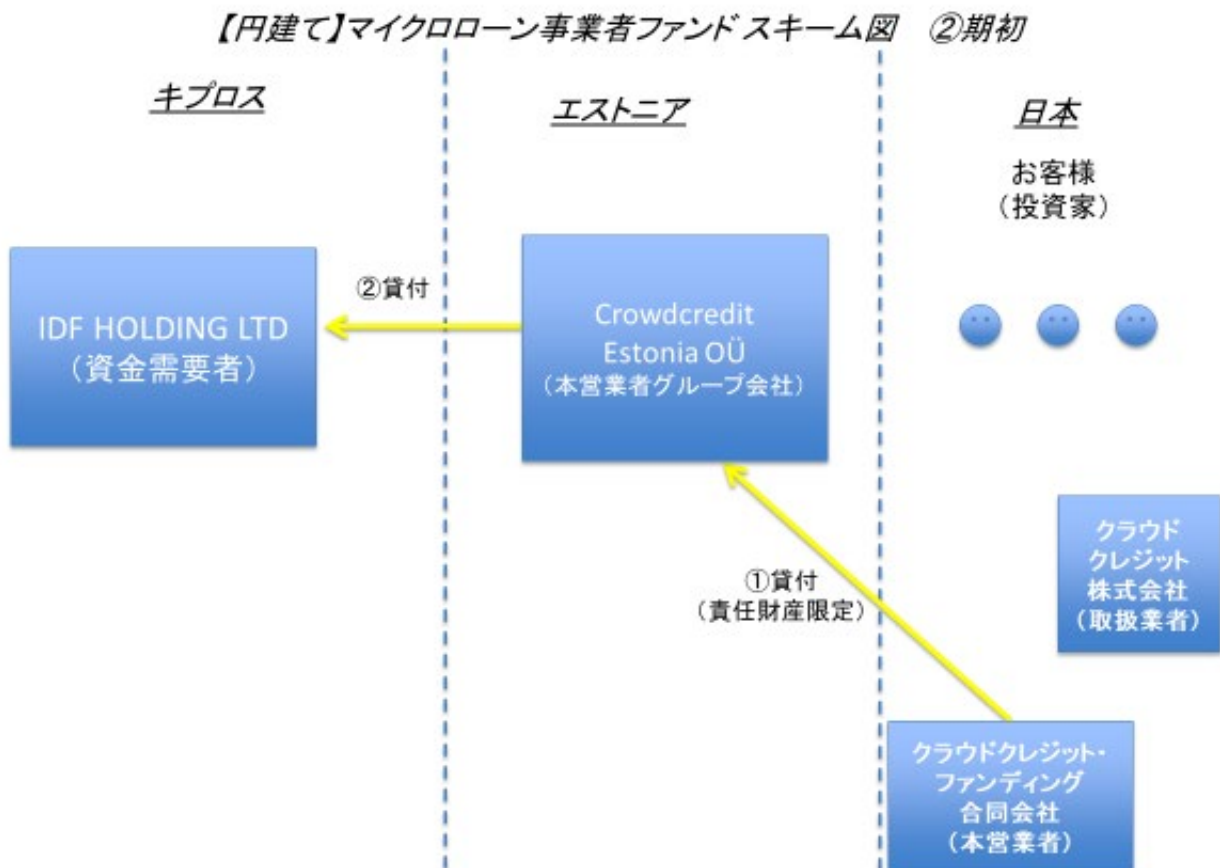 【円建て】マイクロローン事業者ファンド スキーム図　②期初
キプロス
エストニア
日本
お客様
（投資家）
IDF HOLDING LTD
（資金需要者）
②貸付
Crowdcredit
Estonia OÜ
（本営業者グループ会社）
①貸付
（責任財産限定）
クラウド
クレジット
株式会社
（取扱業者）
クラウドクレジット・
ファンディング
合同会社
（本営業者）